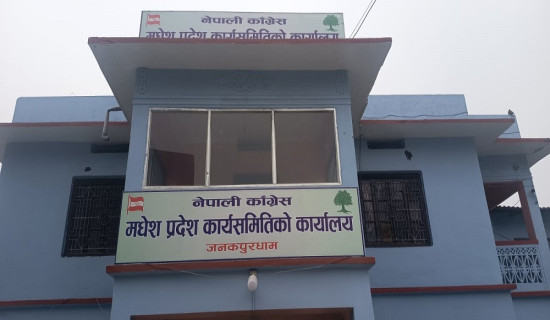 नेपाली कांग्रेस
मधेश प्रदेश कार्यसमितिको कार्यालय
नेपाली कांग्रेस
मधेश प्रदेश कार्यसमितिको कार्यालय
जनकपुरधाम